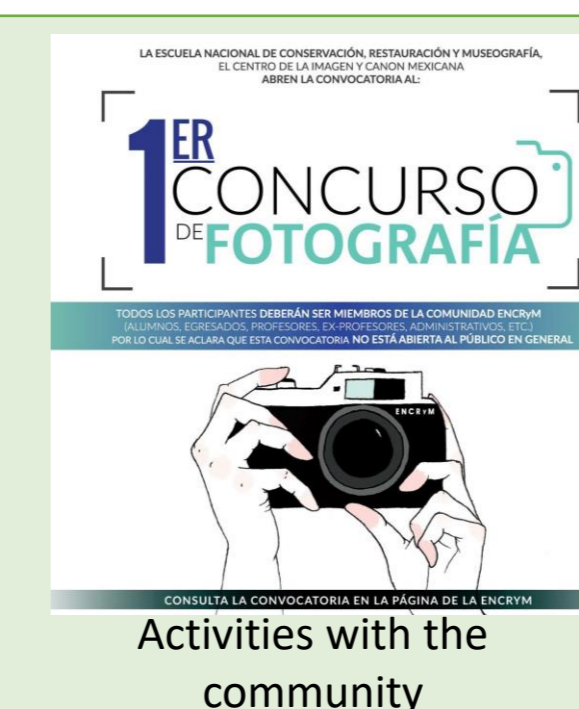 LA ESCUELA NACIONAL DE CONSERVACIÓN, RESTAURACIÓN Y MUSEOGRAFÍA,
EL CENTRO DE LA IMAGEN Y CANON MEXICANA
ABREN LA CONVOCATORIA AL:
1ER
CONCURSO
DE FOTOGRAFÍA
TODOS LOS PARTICIPANTES DEBERÁN SER MIEMBROS DE LA COMUNIDAD ENCRyM
(ALUMNOS, EGRESADOS, PROFESORES, EX-PROFESORES, ADMINISTRATIVOS, ETC.)
POR LO CUAL SE ACLARA QUE ESTA CONVOCATORIA NO ESTÁ ABIERTA AL PÚBLICO EN GENERAL
ENCRyM
CONSULTA LA CONVOCATORIA EN LA PÁGINA DE LA ENCRYM
Activities with the
community